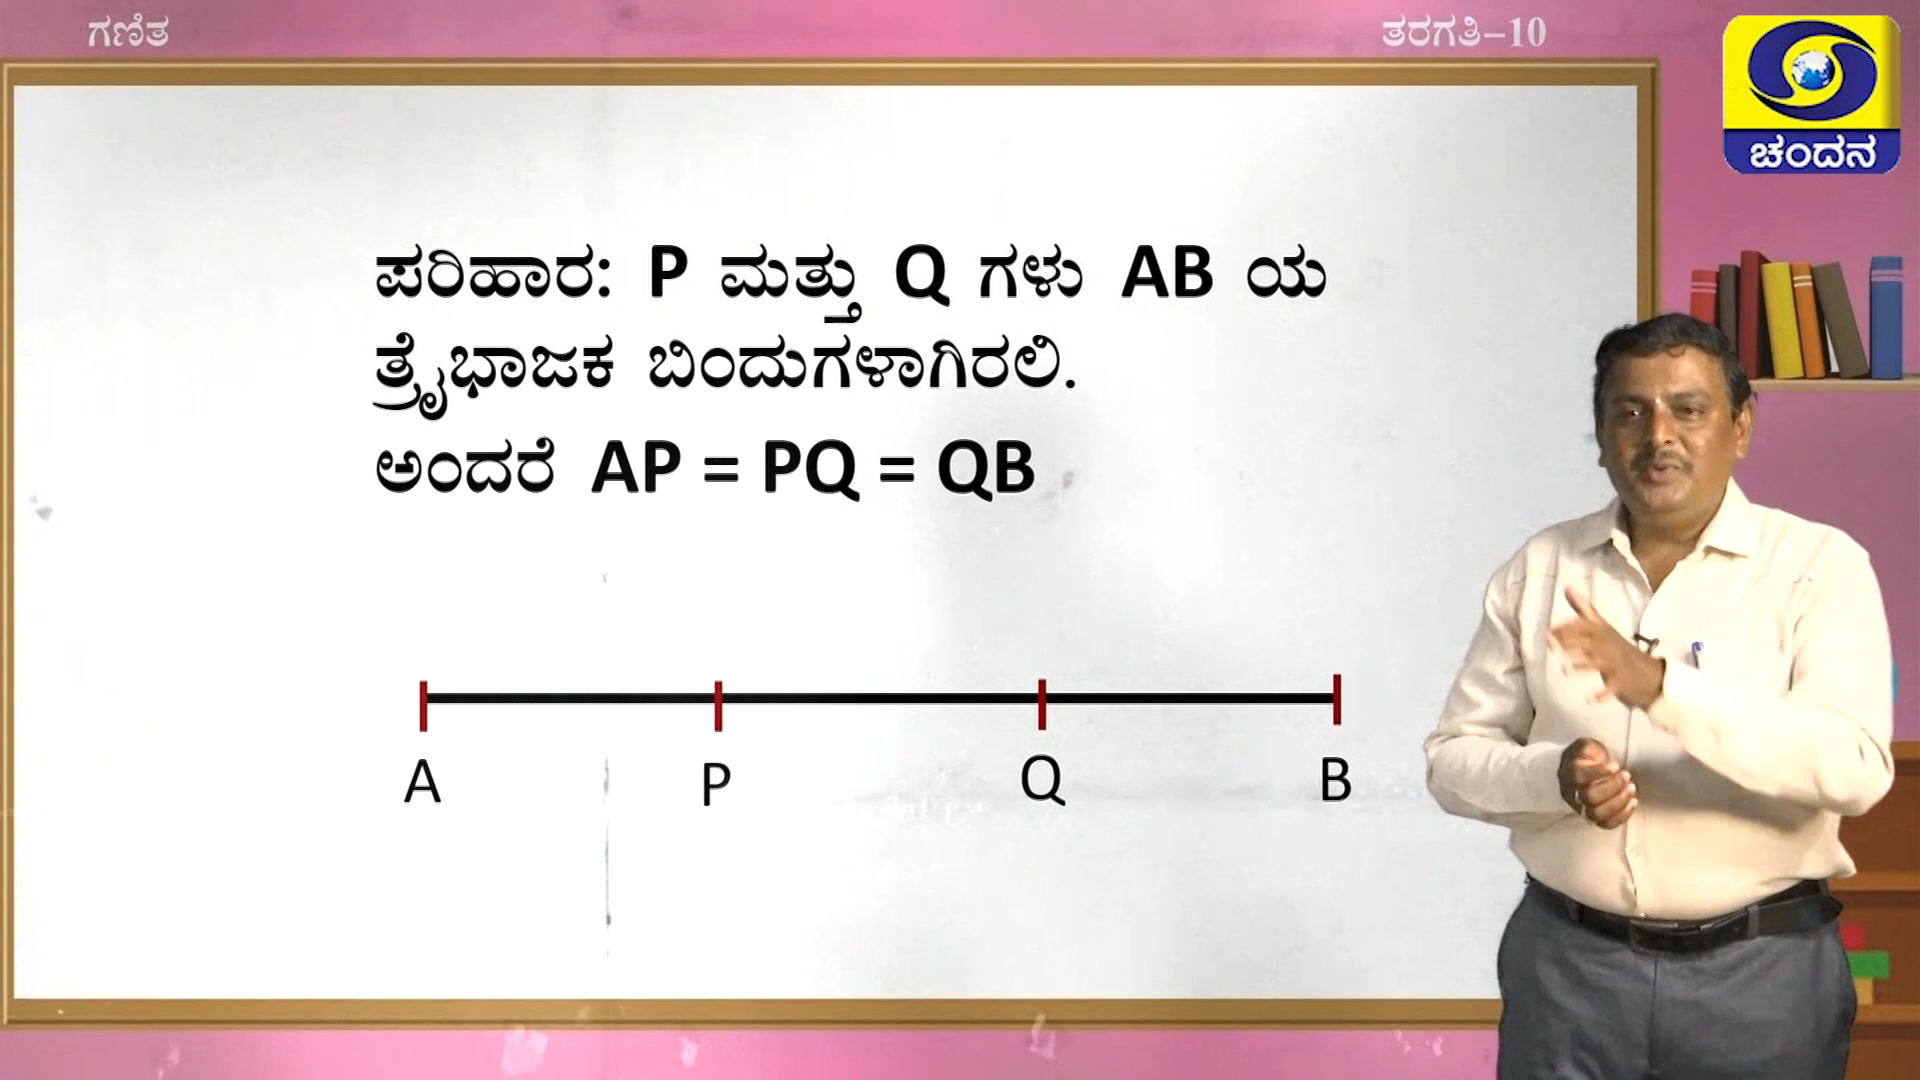 ಗಣಿತ
ತರಗತಿ–10
ಚಂದನ
ಪರಿಹಾರ: P ಮತ್ತು Q ಗಳು AB ಯ
ತ್ರೈಭಾಜಕ ಬಿಂದುಗಳಾಗಿರಲಿ.
ಅಂದರೆ AP = PQ = QB
A P Q B